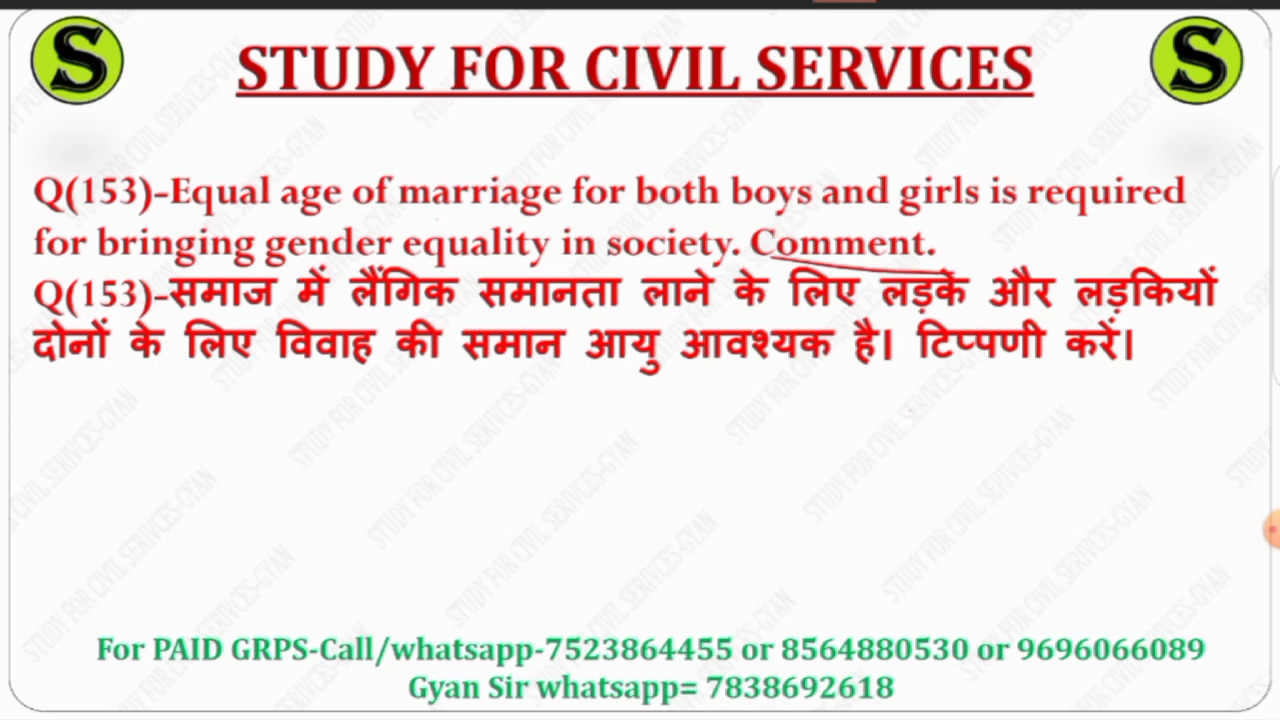 S STUDY FOR CIVIL SERVICES S
Q(153)-Equal age of marriage for both boys and girls is required
for bringing gender equality in society. Comment.
Q(153)-समाज में लैंगिक समानता लाने के लिए लड़कें और लड़कियों
दोनों के लिए विवाह की समान आयु आवश्यक है। टिप्पणी करें।
For PAID GRPS-Call/whatsapp-7523864455 or 8564880530 or 9696066089
Gyan Sir whatsapp= 7838692618